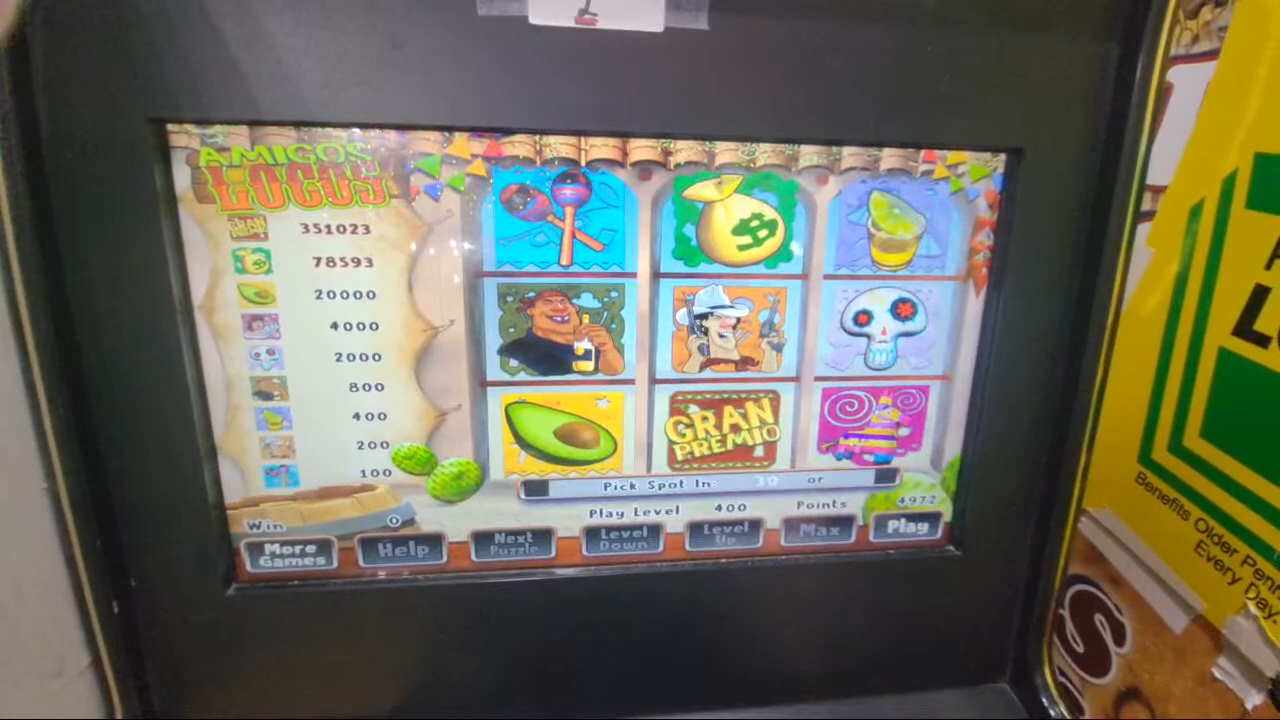 AMIGOS
LOCOS
GRAN PREMIO 351023
78593
20000
4000
2000
800
400
200
100
GRAN
PREMIO
Pick Spot In: 30 or
Play Level 400 Points 4972
Win 0
More Games
Help
Next Puzzle
Level Down
Level Up
Max
Play
Benefits Older
Every Day.
S